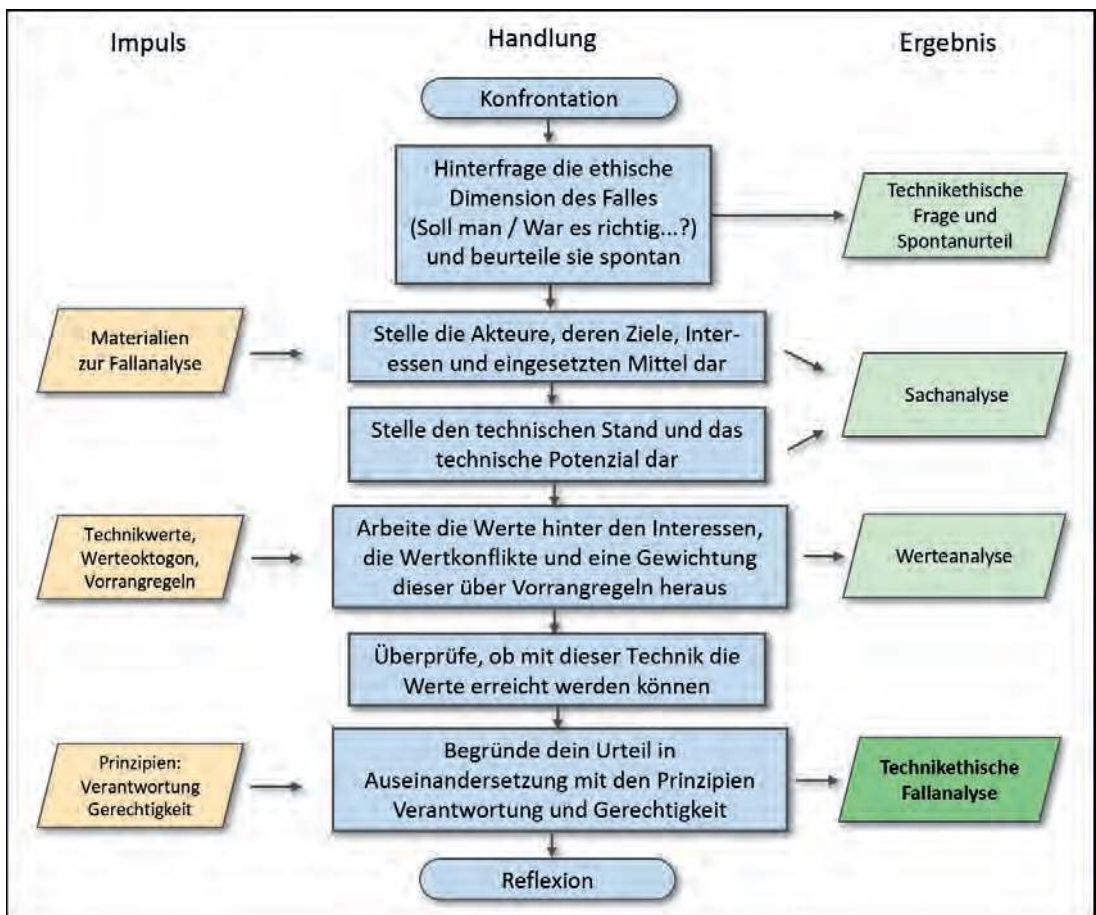 Impuls
Handlung
Ergebnis
Konfrontation
Hinterfrage die ethische
Dimension des Falles
(Soll man / War es richtig...?)
und beurteile sie spontan
Technikethische
Frage und
Spontanurteil
Materialien
zur Fallanalyse
Stelle die Akteure, deren Ziele, Inter-
essen und eingesetzten Mittel dar
Stelle den technischen Stand und das
technische Potenzial dar
Sachanalyse
Technikwerte,
Werteoktogon,
Vorrangregeln
Arbeite die Werte hinter den Interessen,
die Wertkonflikte und eine Gewichtung
dieser über Vorrangregeln heraus
Werteanalyse
Überprüfe, ob mit dieser Technik die
Werte erreicht werden können
Prinzipien:
Verantwortung
Gerechtigkeit
Begründe dein Urteil in
Auseinandersetzung mit den Prinzipien
Verantwortung und Gerechtigkeit
Technikethische
Fallanalyse
Reflexion